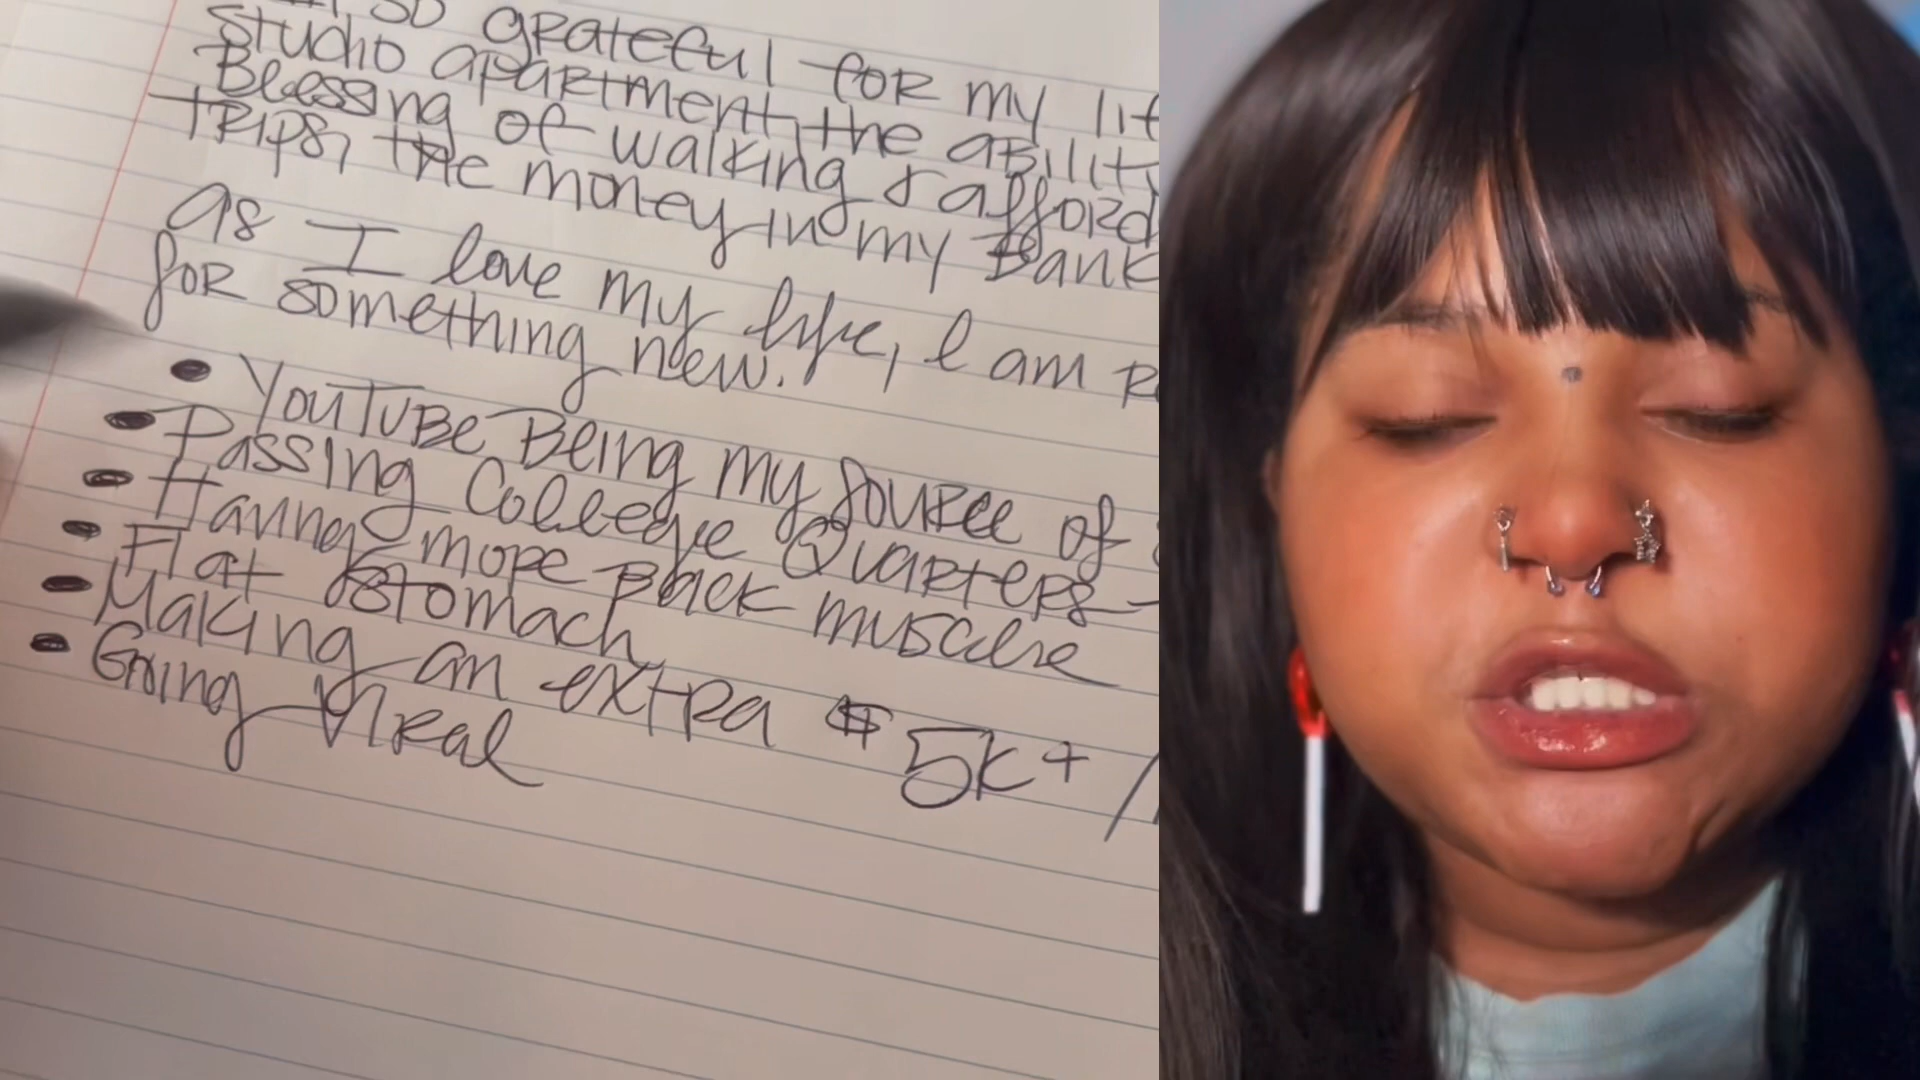 SO grateful for my
Studio apartment, the ability
Blessing of walking & afford
TRIPS, the money in my Bank
as I love my life, I am
for something new.
• YouTuBe Being my source of
• Passing College Quarters
• Having more Back muscle
• Flat stomach
• Making an extra $5k+/
• Going Viral